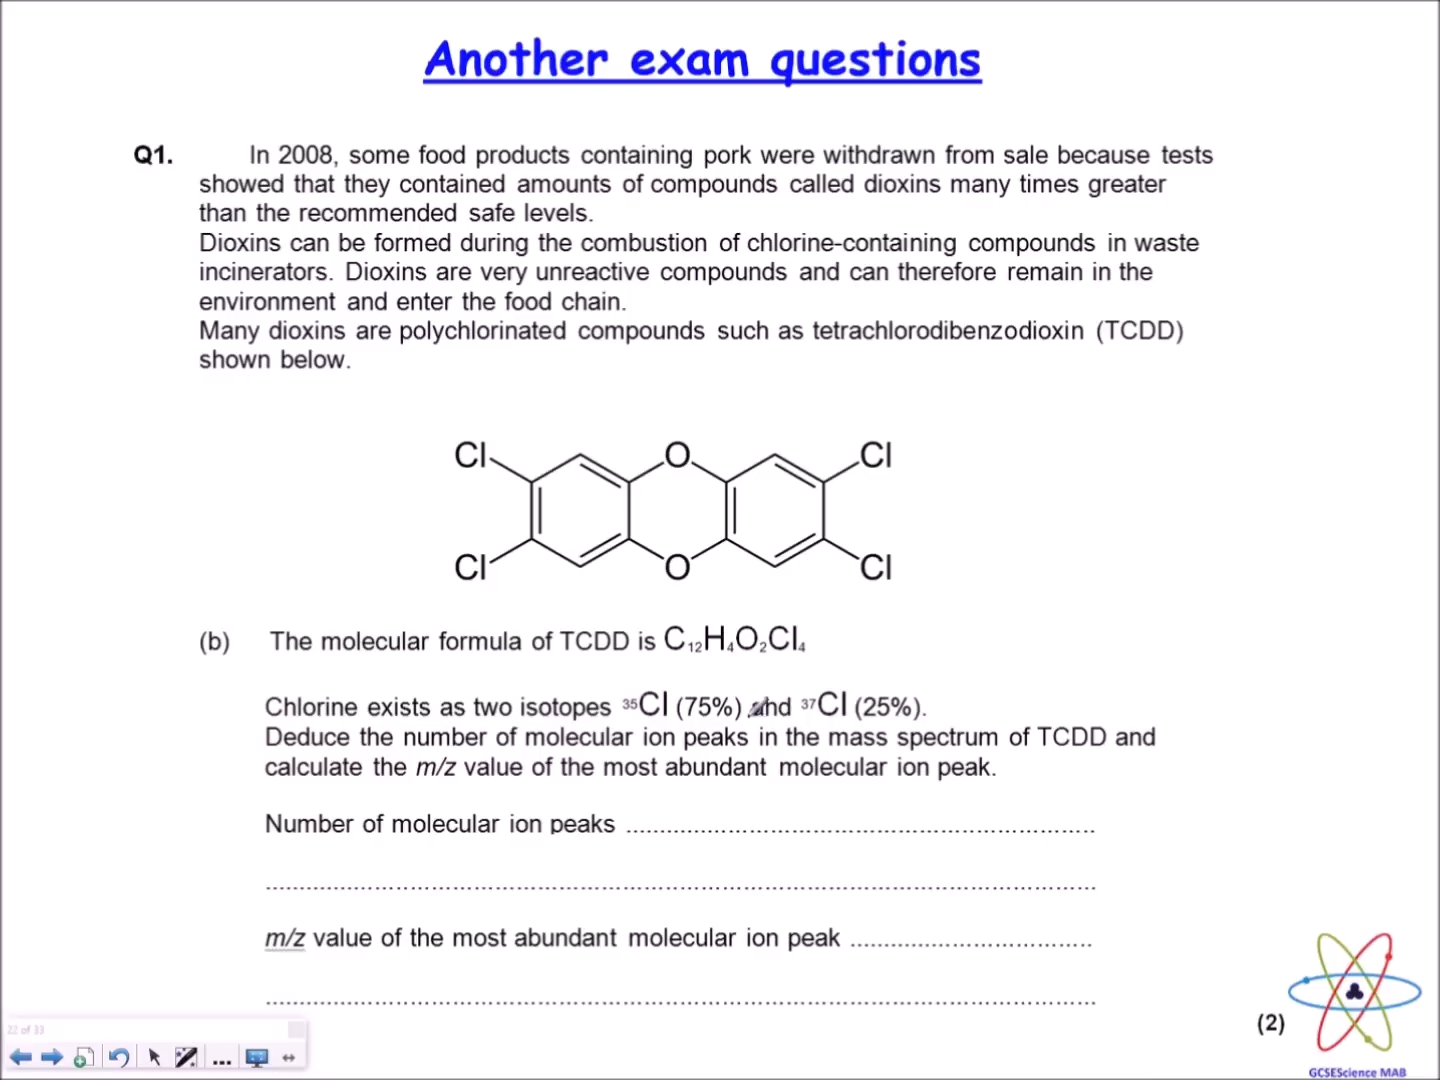 Another exam questions
Q1. In 2008, some food products containing pork were withdrawn from sale because tests
showed that they contained amounts of compounds called dioxins many times greater
than the recommended safe levels.
Dioxins can be formed during the combustion of chlorine-containing compounds in waste
incinerators. Dioxins are very unreactive compounds and can therefore remain in the
environment and enter the food chain.
Many dioxins are polychlorinated compounds such as tetrachlorodibenzodioxin (TCDD)
shown below.
Cl O Cl
Cl O Cl
(b) The molecular formula of TCDD is C₁₂H₄O₂Cl₄
Chlorine exists as two isotopes ³⁵Cl (75%) and ³⁷Cl (25%).
Deduce the number of molecular ion peaks in the mass spectrum of TCDD and
calculate the m/z value of the most abundant molecular ion peak.
Number of molecular ion peaks ......................................................................
m/z value of the most abundant molecular ion peak ....................................
(2)
GCSEScience MAB
22 of 33
...